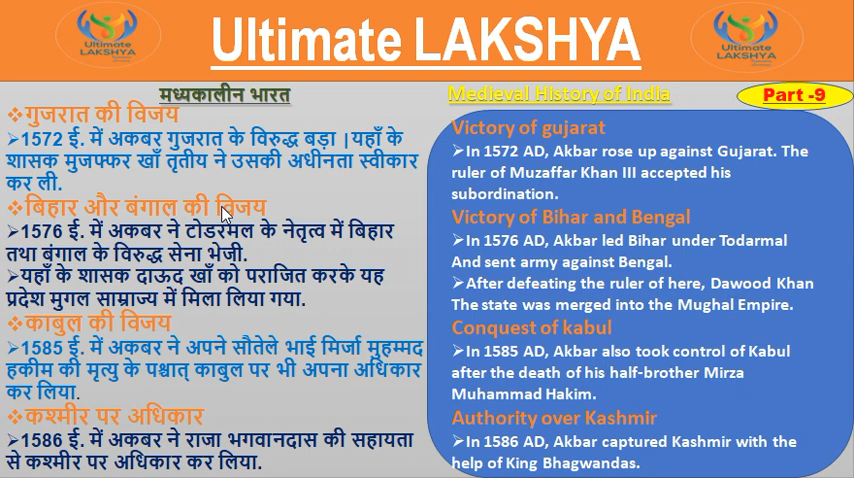 Ultimate LAKSHYA
Ultimate
LAKSHYA
Ultimate
LAKSHYA
मध्यकालीन भारत
❖गुजरात की विजय
➢1572 ई. में अकबर गुजरात के विरुद्ध बड़ा |यहाँ के
शासक मुजफ्फर खाँ तृतीय ने उसकी अधीनता स्वीकार
कर ली.
❖बिहार और बंगाल की विजय
➢1576 ई. में अकबर ने टोडरमल के नेतृत्व में बिहार
तथा बंगाल के विरुद्ध सेना भेजी.
➢यहाँ के शासक दाऊद खाँ को पराजित करके यह
प्रदेश मुगल साम्राज्य में मिला लिया गया.
❖काबुल की विजय
➢1585 ई. में अकबर ने अपने सौतेले भाई मिर्जा मुहम्मद
हकीम की मृत्यु के पश्चात् काबुल पर भी अपना अधिकार
कर लिया.
❖कश्मीर पर अधिकार
➢1586 ई. में अकबर ने राजा भगवानदास की सहायता
से कश्मीर पर अधिकार कर लिया.
Medieval History of India
Part -9
Victory of gujarat
➢In 1572 AD, Akbar rose up against Gujarat. The
ruler of Muzaffar Khan III accepted his
subordination.
Victory of Bihar and Bengal
➢In 1576 AD, Akbar led Bihar under Todarmal
And sent army against Bengal.
➢After defeating the ruler of here, Dawood Khan
The state was merged into the Mughal Empire.
Conquest of kabul
➢In 1585 AD, Akbar also took control of Kabul
after the death of his half-brother Mirza
Muhammad Hakim.
Authority over Kashmir
➢In 1586 AD, Akbar captured Kashmir with the
help of King Bhagwandas.